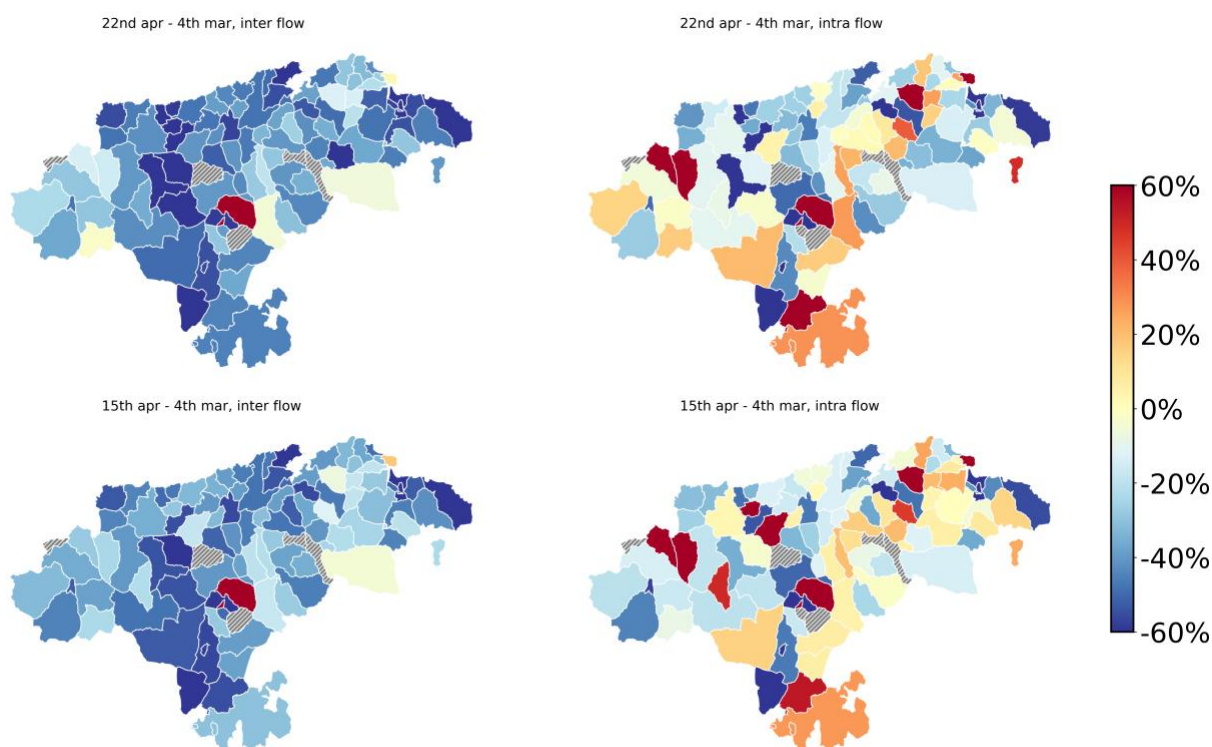 22nd apr - 4th mar, inter flow
22nd apr - 4th mar, intra flow
60%
40%
20%
0%
-20%
-40%
-60%
15th apr - 4th mar, inter flow
15th apr - 4th mar, intra flow